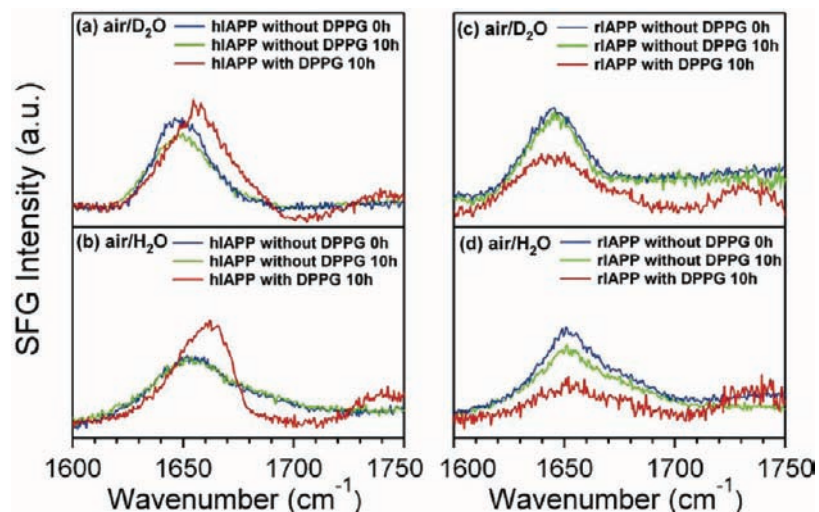 (a) air/D₂O
hIAPP without DPPG 0h
hIAPP without DPPG 10h
hIAPP with DPPG 10h
(c) air/D₂O
rIAPP without DPPG 0h
rIAPP without DPPG 10h
rIAPP with DPPG 10h
SFG Intensity (a.u.)
(b) air/H₂O
hIAPP without DPPG 0h
hIAPP without DPPG 10h
hIAPP with DPPG 10h
(d) air/H₂O
rIAPP without DPPG 0h
rIAPP without DPPG 10h
rIAPP with DPPG 10h
1600 1650 1700 1750
1600 1650 1700 1750
Wavenumber (cm⁻¹)
Wavenumber (cm⁻¹)